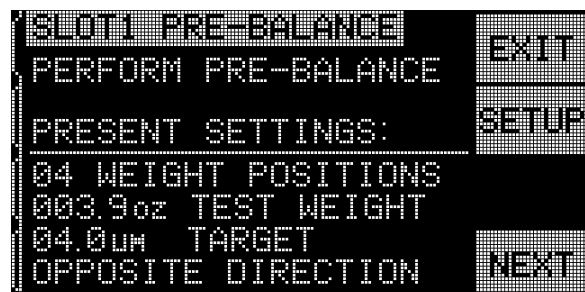 SLOT1 PRE-BALANCE
EXIT
PERFORM PRE-BALANCE
SETUP
PRESENT SETTINGS:
04 WEIGHT POSITIONS
003.9oz TEST WEIGHT
04.0um TARGET
OPPOSITE DIRECTION
NEXT